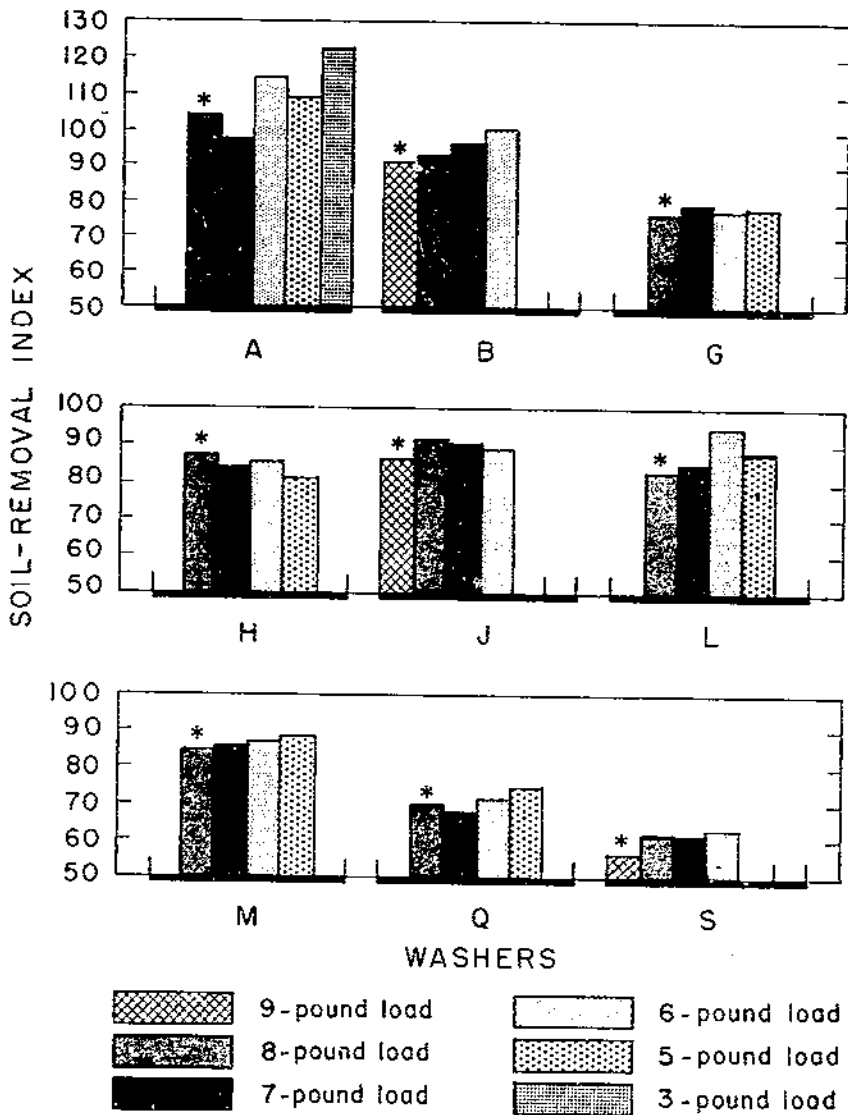 SOIL-REMOVAL INDEX
130
120
110
100
90
80
70
60
50
* * *
A B G
100
90
80
70
60
50
* * *
H J L
100
90
80
70
60
50
* * *
M Q S
WASHERS
9-pound load
8-pound load
7-pound load
6-pound load
5-pound load
3-pound load